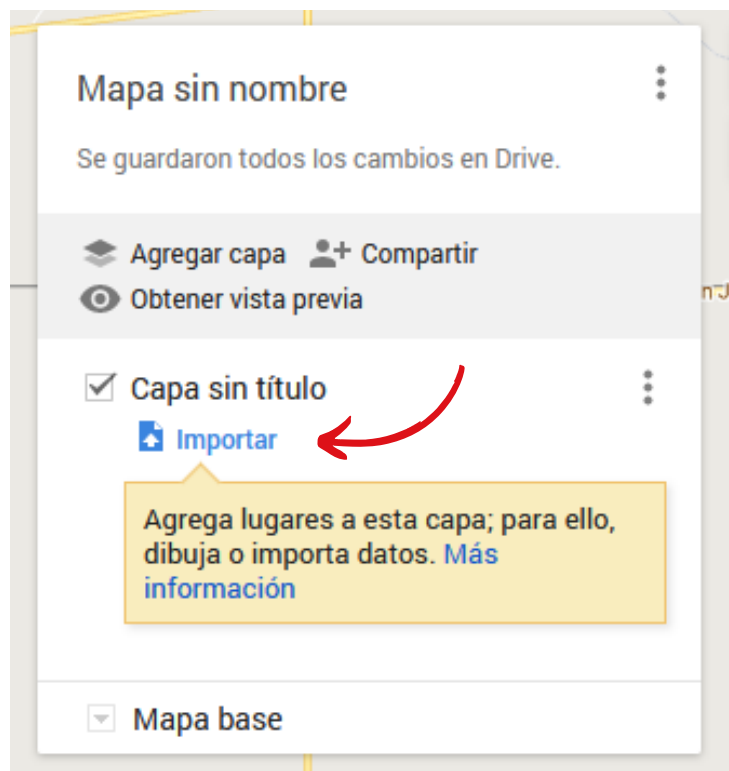 Mapa sin nombre
Se guardaron todos los cambios en Drive.
Agregar capa Compartir
Obtener vista previa
Capa sin título
Importar
Agrega lugares a esta capa; para ello,
dibuja o importa datos. Más
información
Mapa base